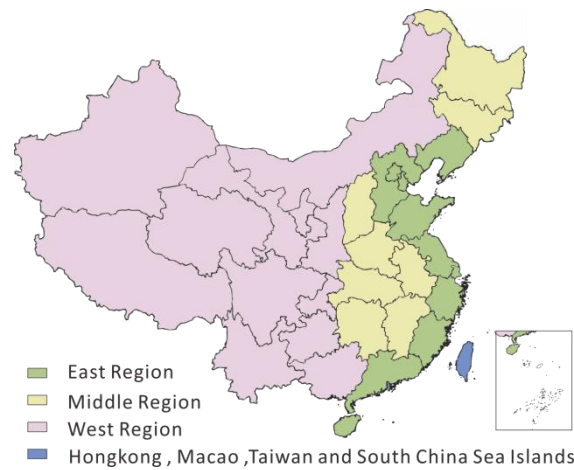 East Region
Middle Region
West Region
Hongkong , Macao ,Taiwan and South China Sea Islands